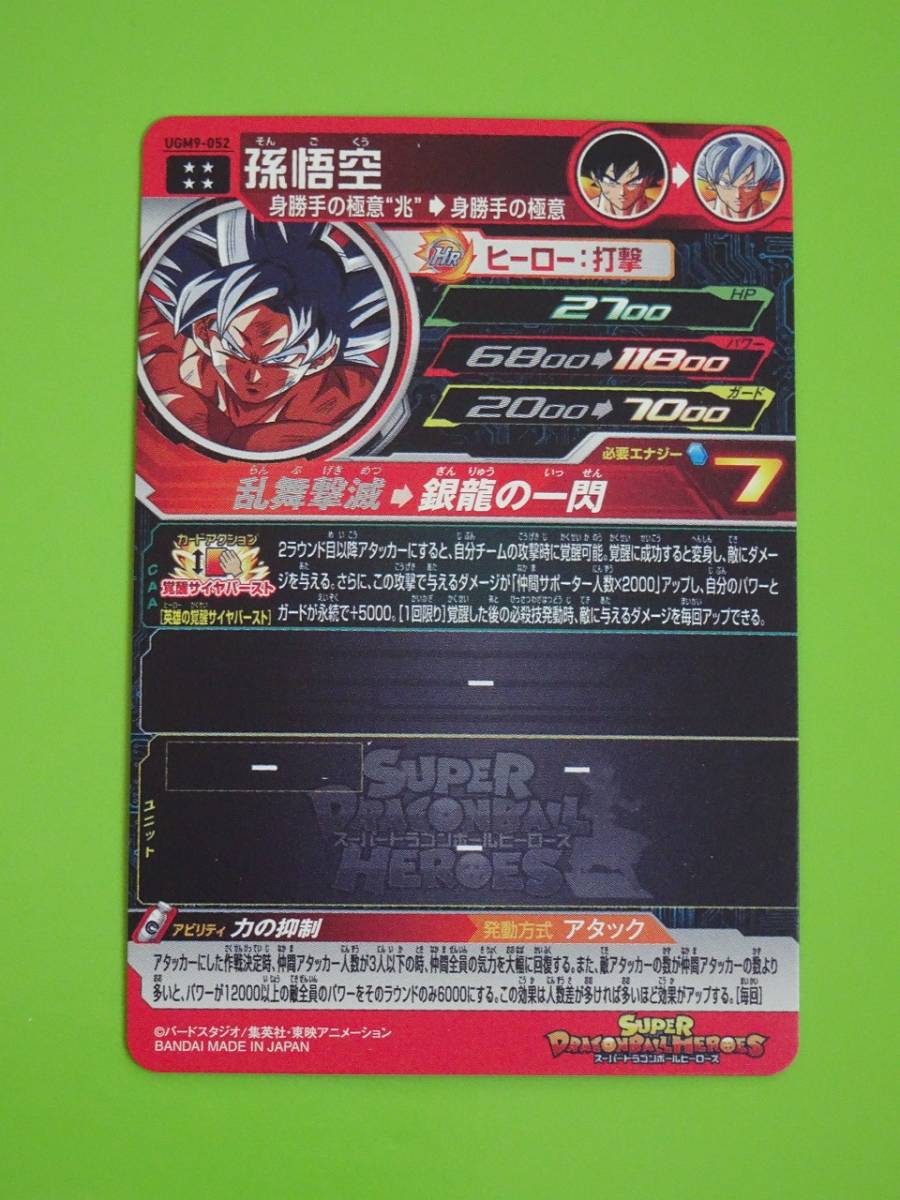 UGM9-052
そん ご くう
孫悟空
身勝手の極意“兆”➡身勝手の極意
HR ヒーロー:打撃
HP
2700
パワー
6800➡11800
ガード
2000➡7000
必要エナジー 7
らん ぶ げき めつ ぎん りゅう いっ せん
乱舞撃滅➡銀龍の一閃
CAA
カードアクション
覚醒サイヤバースト
ヒーロー かくせい
[英雄の覚醒サイヤバースト]
2ラウンド目以降アタッカーにすると、自分チームの攻撃時に覚醒可能。覚醒に成功すると変身し、敵にダメー
ジを与える。さらに、この攻撃で与えるダメージが「仲間サポーター人数×2000」アップし、自分のパワーと
ガードが永続で+5000。[1回限り]覚醒した後の必殺技発動時、敵に与えるダメージを毎回アップできる。
-
ユニット
- -
-
SUPER
DRAGONBALL
スーパードラゴンボールヒーローズ
HEROES
アビリティ 力の抑制 発動方式 アタック
アタッカーにした作戦決定時、仲間アタッカー人数が3人以下の時、仲間全員の気力を大幅に回復する。また、敵アタッカーの数が仲間アタッカーの数より
多いと、パワーが12000以上の敵全員のパワーをそのラウンドのみ6000にする。この効果は人数差が多ければ多いほど効果がアップする。[毎回]
©バードスタジオ/集英社・東映アニメーション
BANDAI MADE IN JAPAN
SUPER
DRAGONBALL HEROES
スーパードラゴンボールヒーローズ